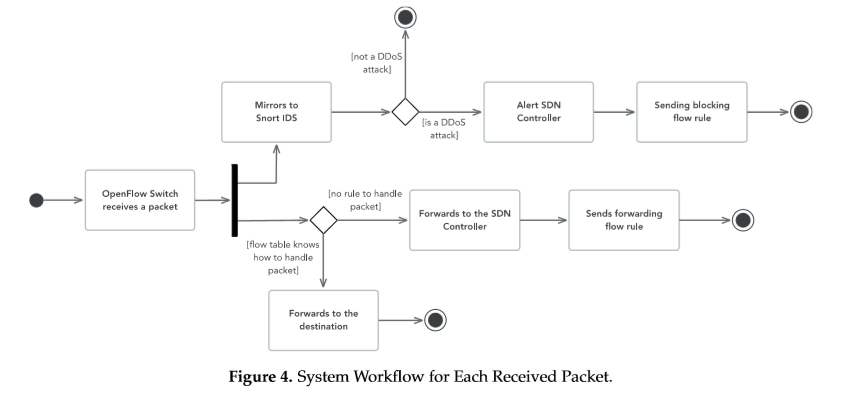 [not a DDoS
attack]
Mirrors to
Snort IDS
[is a DDoS
attack]
Alert SDN
Controller
Sending blocking
flow rule
OpenFlow Switch
receives a packet
[no rule to handle
packet]
Forwards to the SDN
Controller
Sends forwarding
flow rule
[flow table knows
how to handle
packet]
Forwards to the
destination
Figure 4. System Workflow for Each Received Packet.